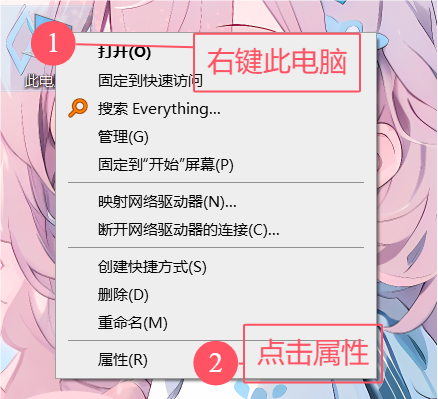 1
右键此电脑
此电
打开(O)
固定到快速访问
搜索 Everything...
管理(G)
固定到“开始”屏幕(P)
映射网络驱动器(N)...
断开网络驱动器的连接(C)...
创建快捷方式(S)
删除(D)
重命名(M)
属性(R)
2
点击属性